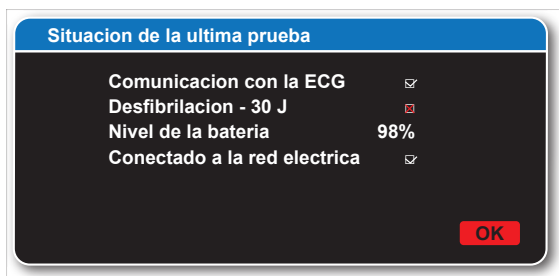 Situacion de la ultima prueba
Comunicacion con la ECG
Desfibrilacion - 30 J
Nivel de la bateria 98%
Conectado a la red electrica
OK